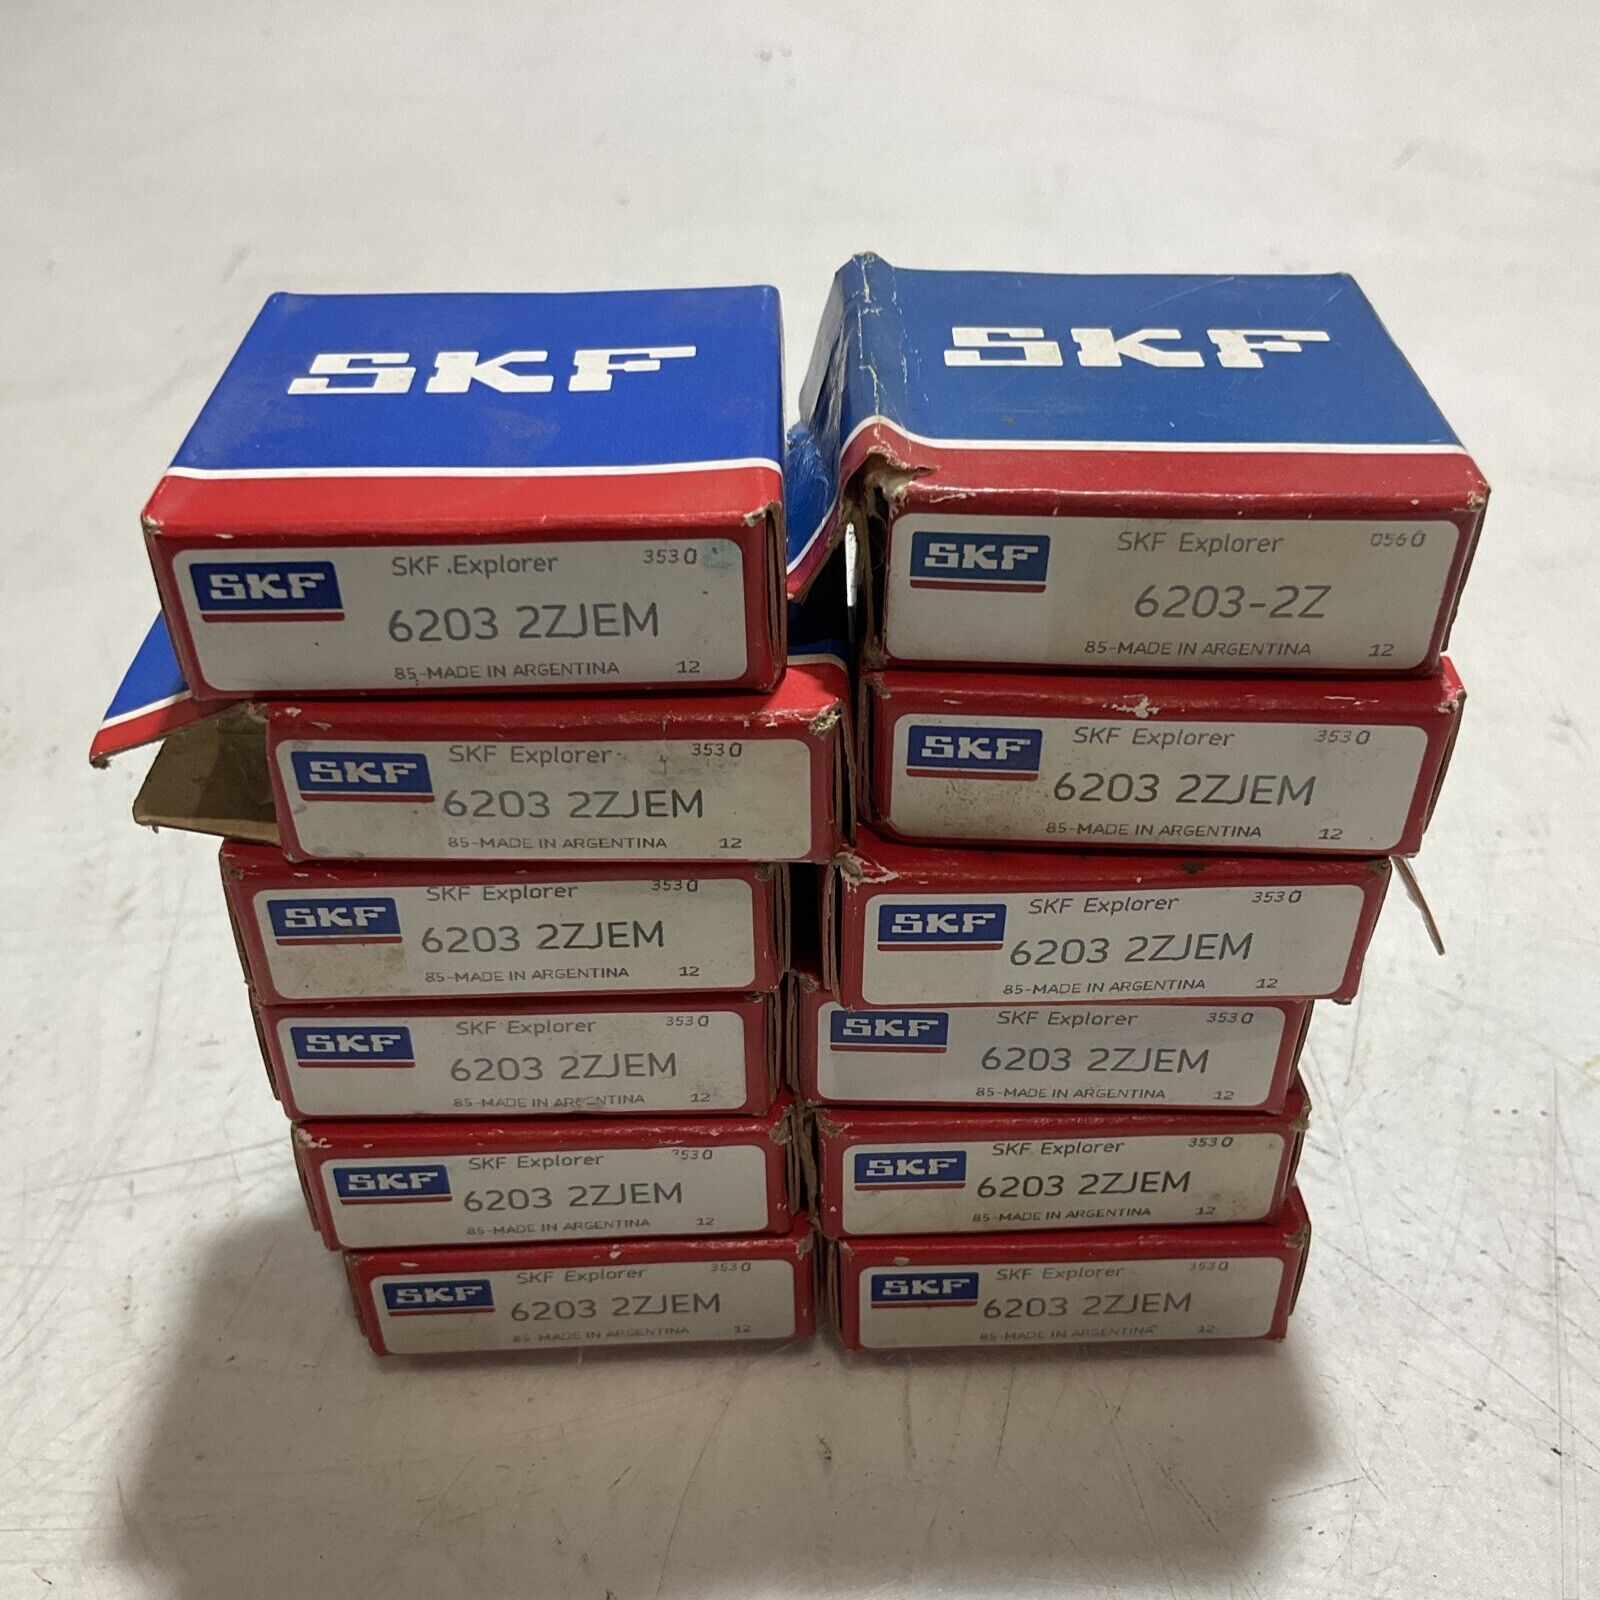 SKF
SKF
SKF Explorer 3530
6203 2ZJEM
85-MADE IN ARGENTINA 12
SKF
SKF
SKF Explorer 0560
6203-2Z
85-MADE IN ARGENTINA 12
SKF
SKF Explorer 3530
6203 2ZJEM
85-MADE IN ARGENTINA 12
SKF
SKF Explorer 3530
6203 2ZJEM
85-MADE IN ARGENTINA 12
SKF
SKF Explorer 3530
6203 2ZJEM
85-MADE IN ARGENTINA 12
SKF
SKF Explorer 3530
6203 2ZJEM
85-MADE IN ARGENTINA 12
SKF
SKF Explorer 3530
6203 2ZJEM
85-MADE IN ARGENTINA 12
SKF
SKF Explorer 3530
6203 2ZJEM
85-MADE IN ARGENTINA 12
SKF
SKF Explorer 3530
6203 2ZJEM
85-MADE IN ARGENTINA 12
SKF
SKF Explorer 3530
6203 2ZJEM
85-MADE IN ARGENTINA 12
SKF
SKF Explorer 3530
6203 2ZJEM
85-MADE IN ARGENTINA 12
SKF
SKF Explorer 3530
6203 2ZJEM
85-MADE IN ARGENTINA 12